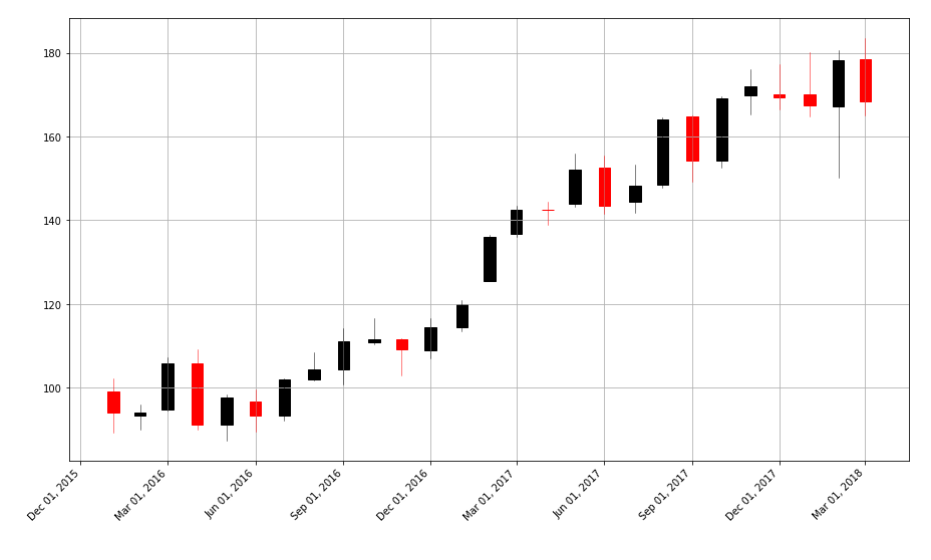 180
160
140
120
100
Dec 01, 2015
Mar 01, 2016
Jun 01, 2016
Sep 01, 2016
Dec 01, 2016
Mar 01, 2017
Jun 01, 2017
Sep 01, 2017
Dec 01, 2017
Mar 01, 2018